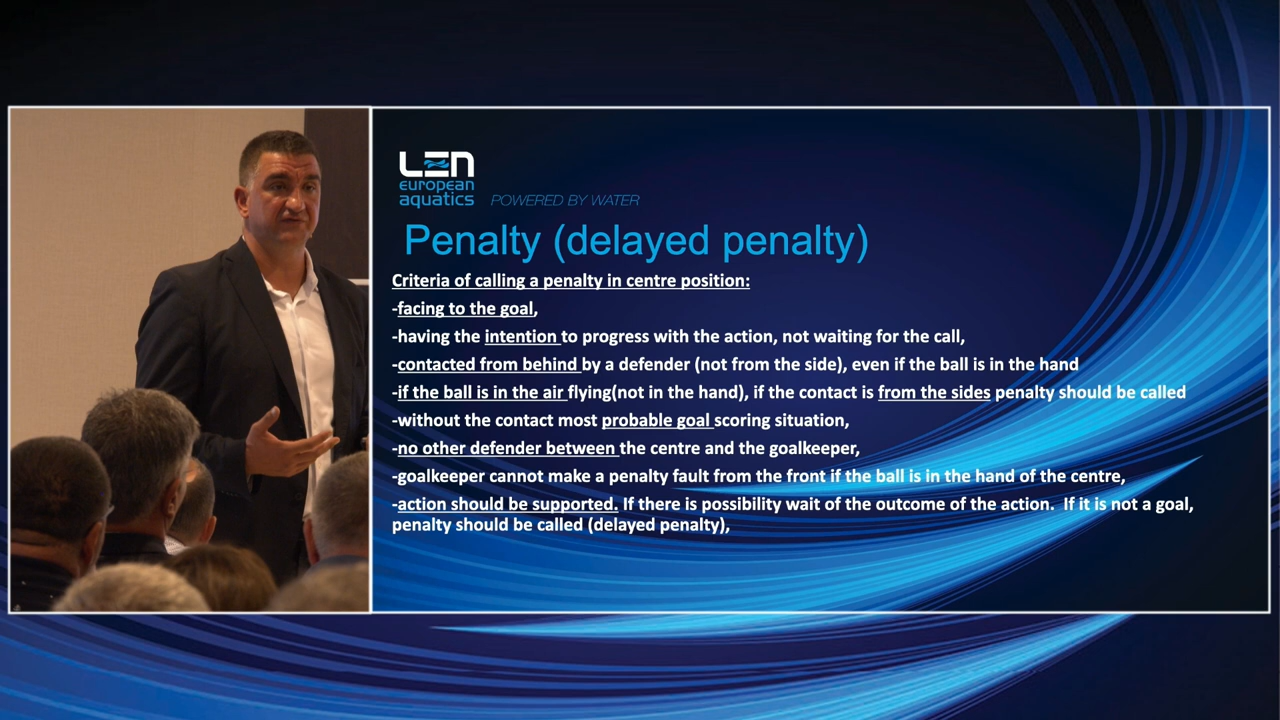 LEN
european
aquatics
POWERED BY WATER
Penalty (delayed penalty)
Criteria of calling a penalty in centre position:
-facing to the goal,
-having the intention to progress with the action, not waiting for the call,
-contacted from behind by a defender (not from the side), even if the ball is in the hand
-if the ball is in the air flying(not in the hand), if the contact is from the sides penalty should be called
-without the contact most probable goal scoring situation,
-no other defender between the centre and the goalkeeper,
-goalkeeper cannot make a penalty fault from the front if the ball is in the hand of the centre,
-action should be supported. If there is possibility wait of the outcome of the action. If it is not a goal,
penalty should be called (delayed penalty),